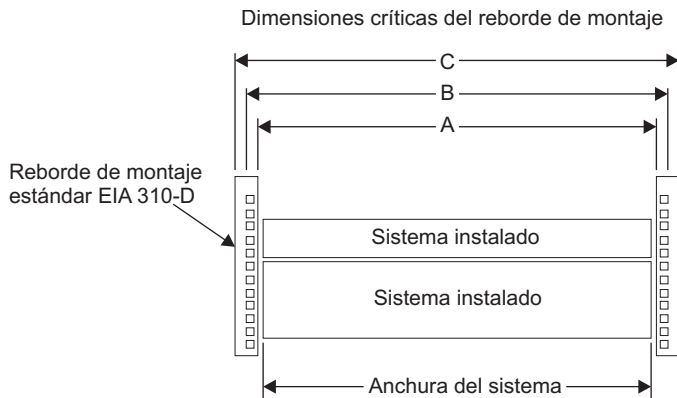 Dimensiones críticas del reborde de montaje
C
B
A
Reborde de montaje
estándar EIA 310-D
Sistema instalado
Sistema instalado
Anchura del sistema